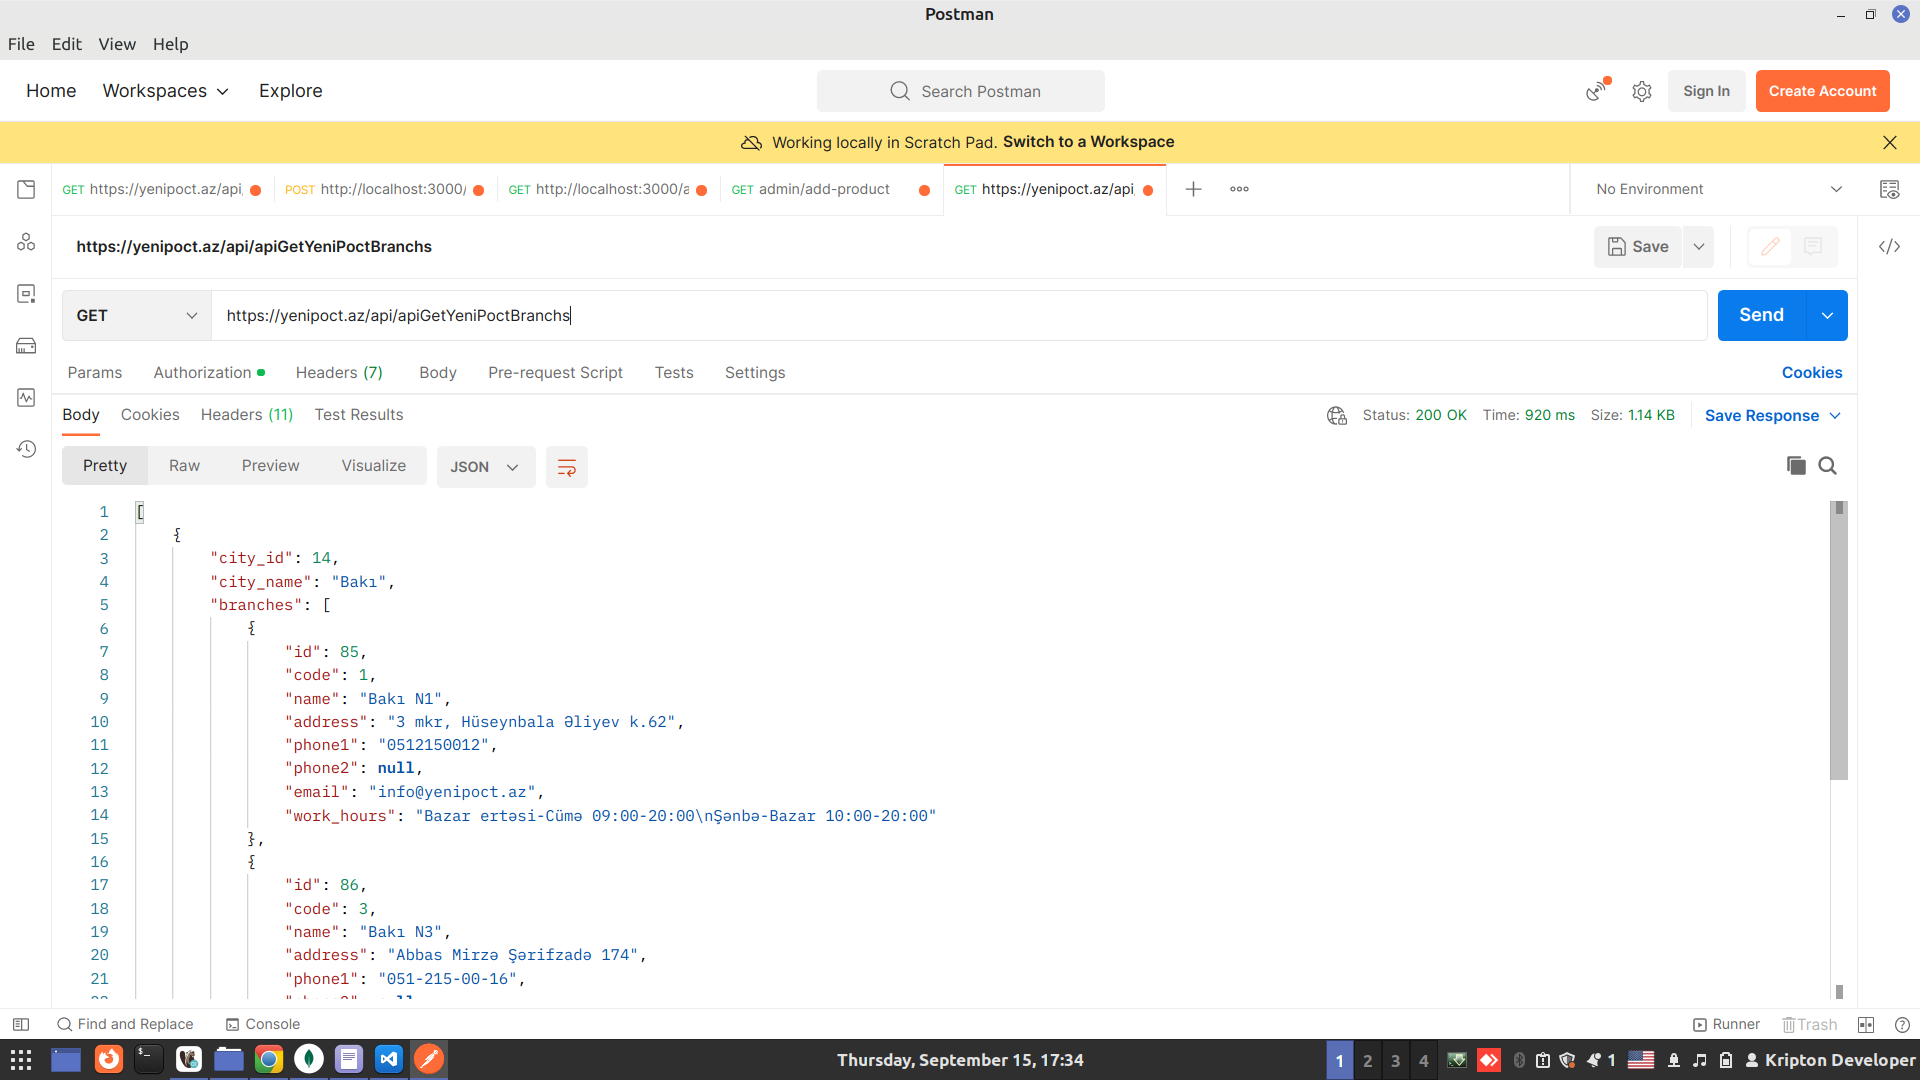 Postman
File Edit View Help
Home Workspaces Explore
Search Postman
Sign In
Create Account
Working locally in Scratch Pad. Switch to a Workspace
GET https://yenipoct.az/api,
POST http://localhost:3000/
GET http://localhost:3000/a
GET admin/add-product
GET https://yenipoct.az/api,
No Environment
https://yenipoct.az/api/apiGetYeniPoctBranchs
Save
GET
https://yenipoct.az/api/apiGetYeniPoctBranchs
Send
Params Authorization Headers (7) Body Pre-request Script Tests Settings
Cookies
Body Cookies Headers (11) Test Results
Status: 200 OK Time: 920 ms Size: 1.14 KB
Save Response
Pretty Raw Preview Visualize
JSON
1 [
2 {
3 "city_id": 14,
4 "city_name": "Bakı",
5 "branches": [
6 {
7 "id": 85,
8 "code": 1,
9 "name": "Bakı N1",
10 "address": "3 mkr, Hüseynbala Əliyev k.62",
11 "phone1": "0512150012",
12 "phone2": null,
13 "email": "info@yenipoct.az",
14 "work_hours": "Bazar ertəsi-Cümə 09:00-20:00\nŞənbə-Bazar 10:00-20:00"
15 },
16 {
17 "id": 86,
18 "code": 3,
19 "name": "Bakı N3",
20 "address": "Abbas Mirzə Şərifzadə 174",
21 "phone1": "051-215-00-16",
Find and Replace
Console
Runner
Trash
Thursday, September 15, 17:34
1 2 3 4
1
Kripton Developer